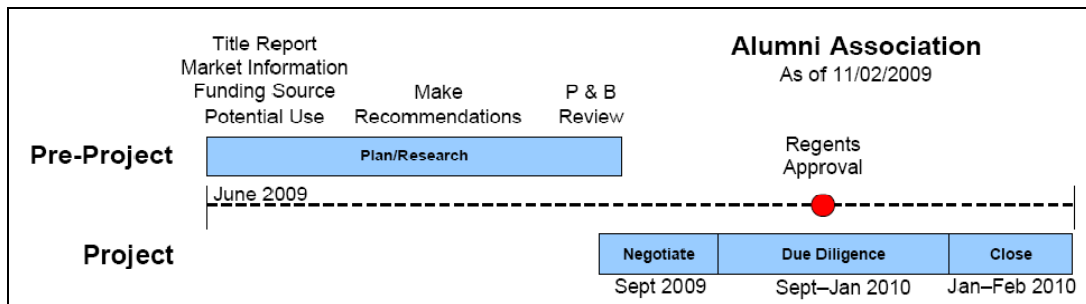 Title Report
Market Information
Funding Source
Potential Use
Make
Recommendations
P & B
Review
Alumni Association
As of 11/02/2009
Pre-Project
Plan/Research
Regents
Approval
June 2009
Project
Negotiate
Due Diligence
Close
Sept 2009
Sept–Jan 2010
Jan–Feb 2010